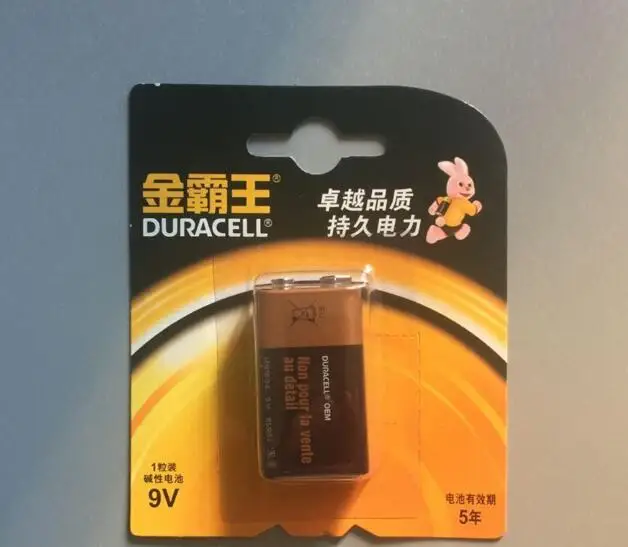 金霸王®
DURACELL®
卓越品质
持久电力
DURACELL® OEM
Non pour la vente
au détail
1粒装
碱性电池
9V
电池有效期
5年